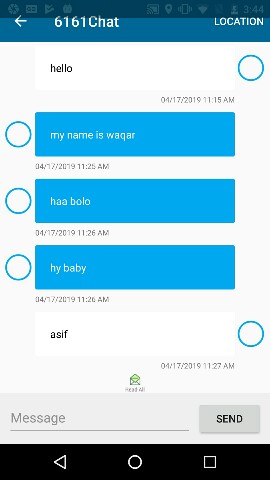 3:44
6161Chat
LOCATION
hello
04/17/2019 11:15 AM
my name is waqar
04/17/2019 11:25 AM
haa bolo
04/17/2019 11:26 AM
hy baby
04/17/2019 11:26 AM
asif
04/17/2019 11:27 AM
Read All
Message
SEND